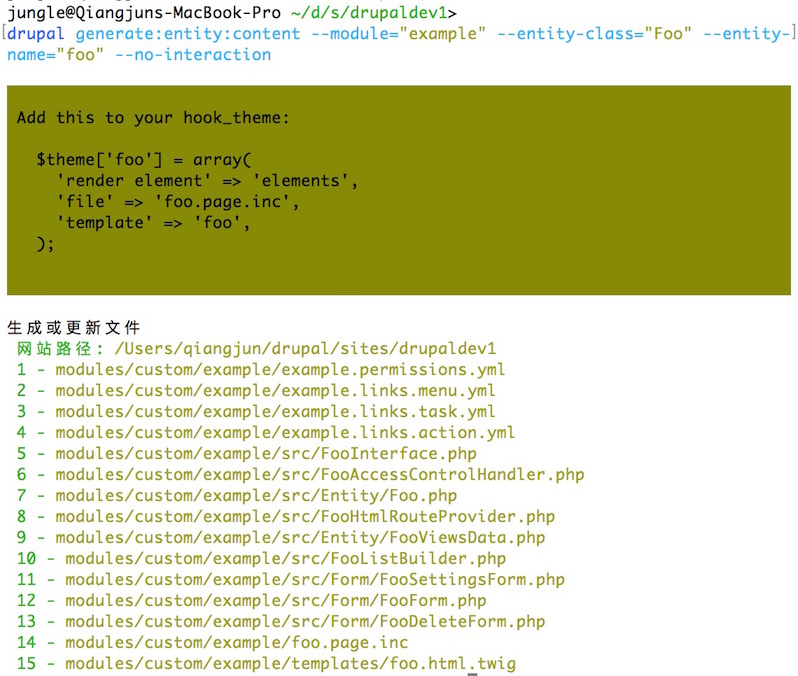 jungle@Qiangjuns-MacBook-Pro ~/d/s/drupaldev1>
[drupal generate:entity:content --module="example" --entity-class="Foo" --entity-]
name="foo" --no-interaction
Add this to your hook_theme:
$theme['foo'] = array(
'render element' => 'elements',
'file' => 'foo.page.inc',
'template' => 'foo',
);
生成或更新文件
网站路径: /Users/qiangjun/drupal/sites/drupaldev1
1 - modules/custom/example/example.permissions.yml
2 - modules/custom/example/example.links.menu.yml
3 - modules/custom/example/example.links.task.yml
4 - modules/custom/example/example.links.action.yml
5 - modules/custom/example/src/FooInterface.php
6 - modules/custom/example/src/FooAccessControlHandler.php
7 - modules/custom/example/src/Entity/Foo.php
8 - modules/custom/example/src/FooHtmlRouteProvider.php
9 - modules/custom/example/src/Entity/FooViewsData.php
10 - modules/custom/example/src/FooListBuilder.php
11 - modules/custom/example/src/Form/FooSettingsForm.php
12 - modules/custom/example/src/Form/FooForm.php
13 - modules/custom/example/src/Form/FooDeleteForm.php
14 - modules/custom/example/foo.page.inc
15 - modules/custom/example/templates/foo.html.twig